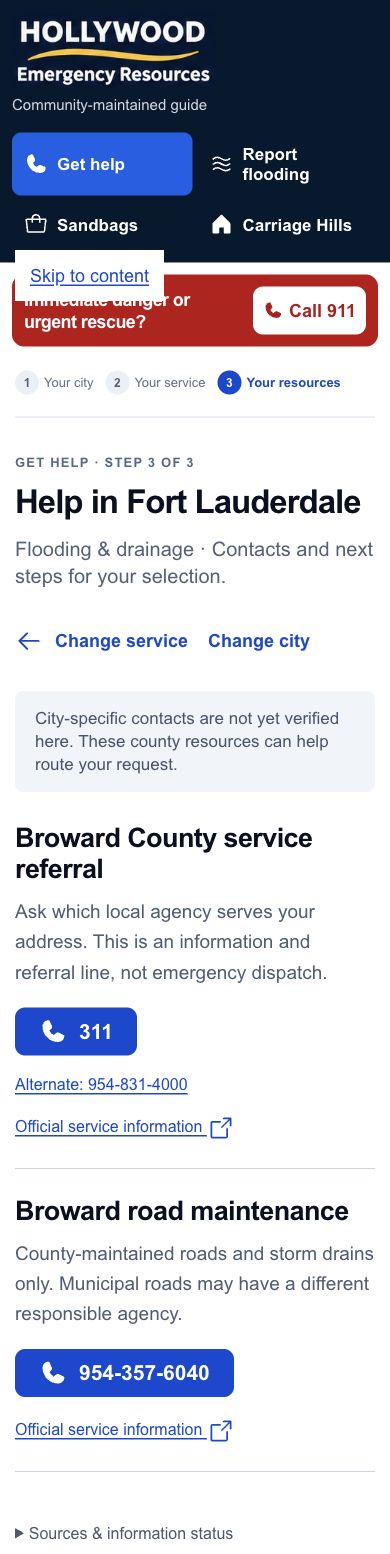 HOLLYWOOD
Emergency Resources
Community-maintained guide
Get help
Report
flooding
Sandbags
Carriage Hills
Skip to content
Immediate danger or
urgent rescue?
Call 911
1 Your city 2 Your service 3 Your resources
GET HELP · STEP 3 OF 3
Help in Fort Lauderdale
Flooding & drainage · Contacts and next
steps for your selection.
Change service Change city
City-specific contacts are not yet verified
here. These county resources can help
route your request.
Broward County service
referral
Ask which local agency serves your
address. This is an information and
referral line, not emergency dispatch.
311
Alternate: 954-831-4000
Official service information
Broward road maintenance
County-maintained roads and storm drains
only. Municipal roads may have a different
responsible agency.
954-357-6040
Official service information
Sources & information status